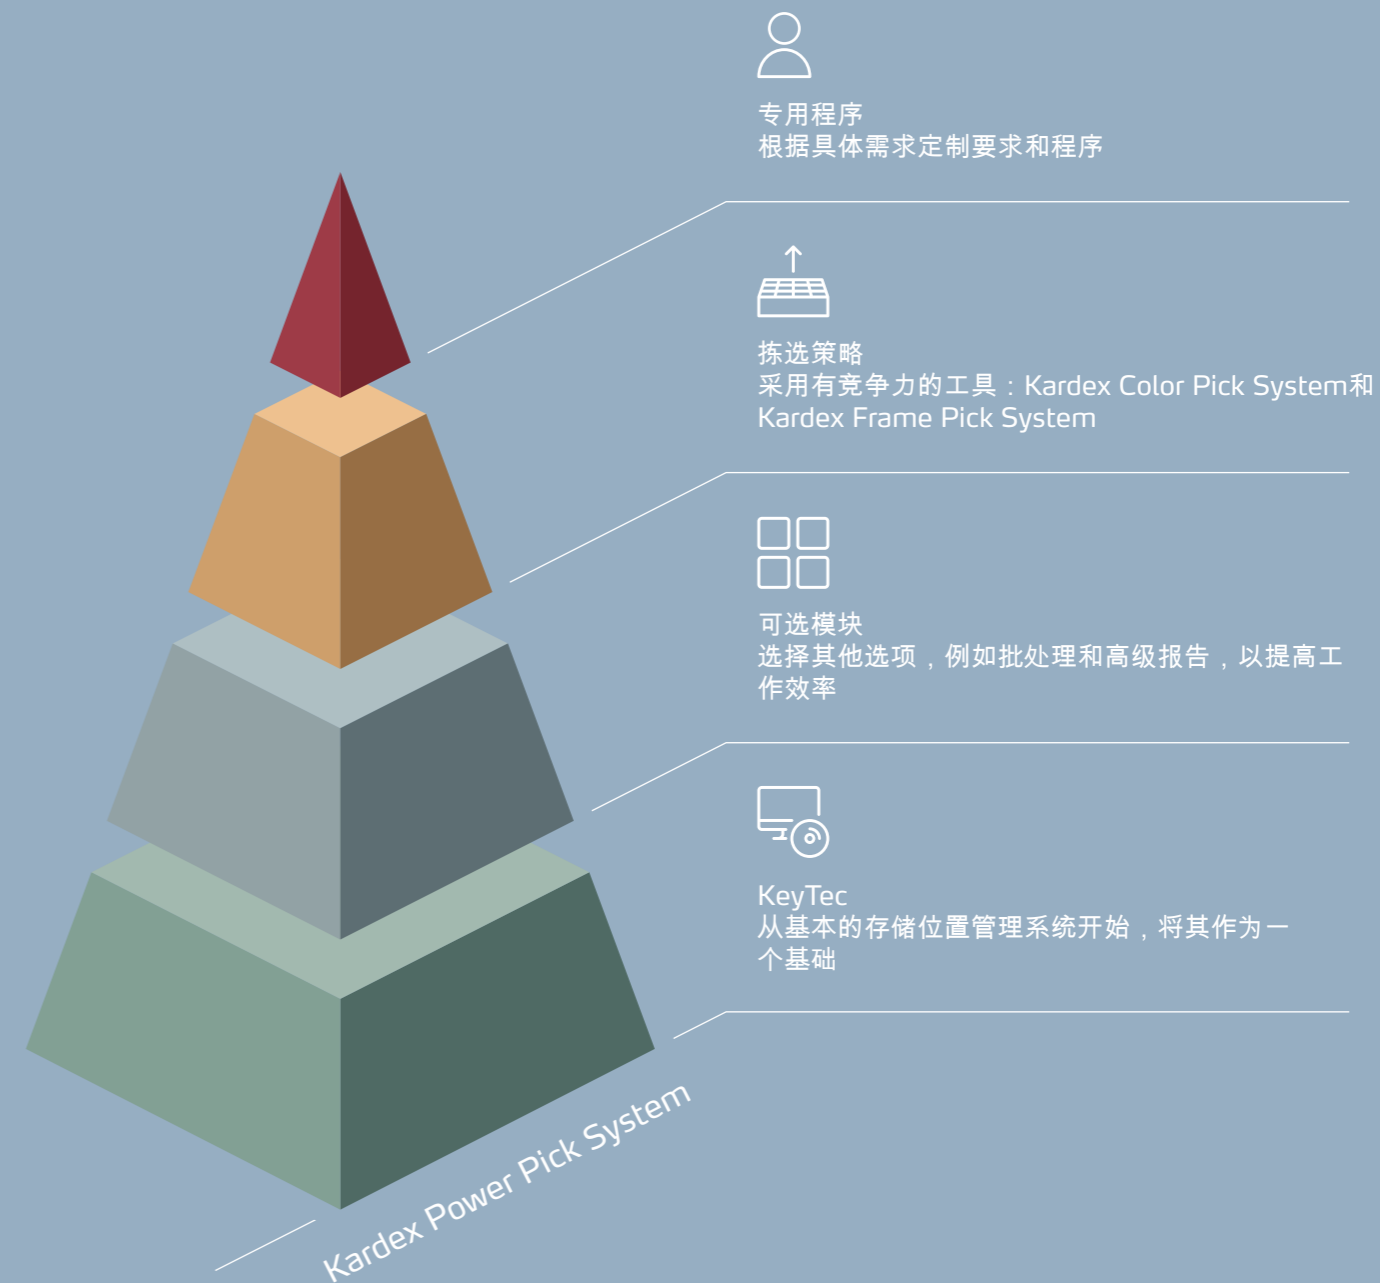 专用程序
根据具体需求定制要求和程序
拣选策略
采用有竞争力的工具：Kardex Color Pick System和
Kardex Frame Pick System
可选模块
选择其他选项，例如批处理和高级报告，以提高工
作效率
KeyTec
从基本的存储位置管理系统开始，将其作为一
个基础
Kardex Power Pick System